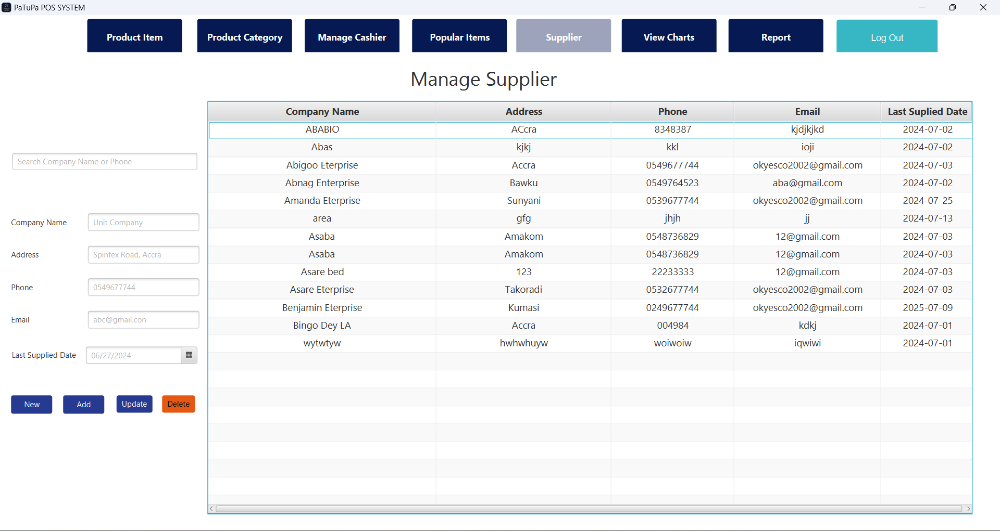 PaTuPa POS SYSTEM
Product Item Product Category Manage Cashier Popular Items Supplier View Charts Report Log Out
Manage Supplier
Company Name Address Phone Email Last Suplied Date
ABABIO ACcra 8348387 kjdjkjkd 2024-07-02
Abas kjkj kkl ioji 2024-07-02
Abigoo Eterprise Accra 0549677744 okyesco2002@gmail.com 2024-07-03
Abnag Enterprise Bawku 0549764523 aba@gmail.com 2024-07-02
Amanda Eterprise Sunyani 0539677744 okyesco2002@gmail.com 2024-07-25
area gfg jhjh jj 2024-07-13
Asaba Amakom 0548736829 12@gmail.com 2024-07-03
Asaba Amakom 0548736829 12@gmail.com 2024-07-03
Asare bed 123 22233333 12@gmail.com 2024-07-03
Asare Eterprise Takoradi 0532677744 okyesco2002@gmail.com 2024-07-03
Benjamin Eterprise Kumasi 0249677744 okyesco2002@gmail.com 2025-07-09
Bingo Dey LA Accra 004984 kdkj 2024-07-01
wytwtyw hwhwhuyw woiwoiw iqwiwi 2024-07-01
Search Company Name or Phone
Company Name Unit Company
Address Spintex Road, Accra
Phone 0549677744
Email abc@gmail.con
Last Supplied Date 06/27/2024
New Add Update Delete